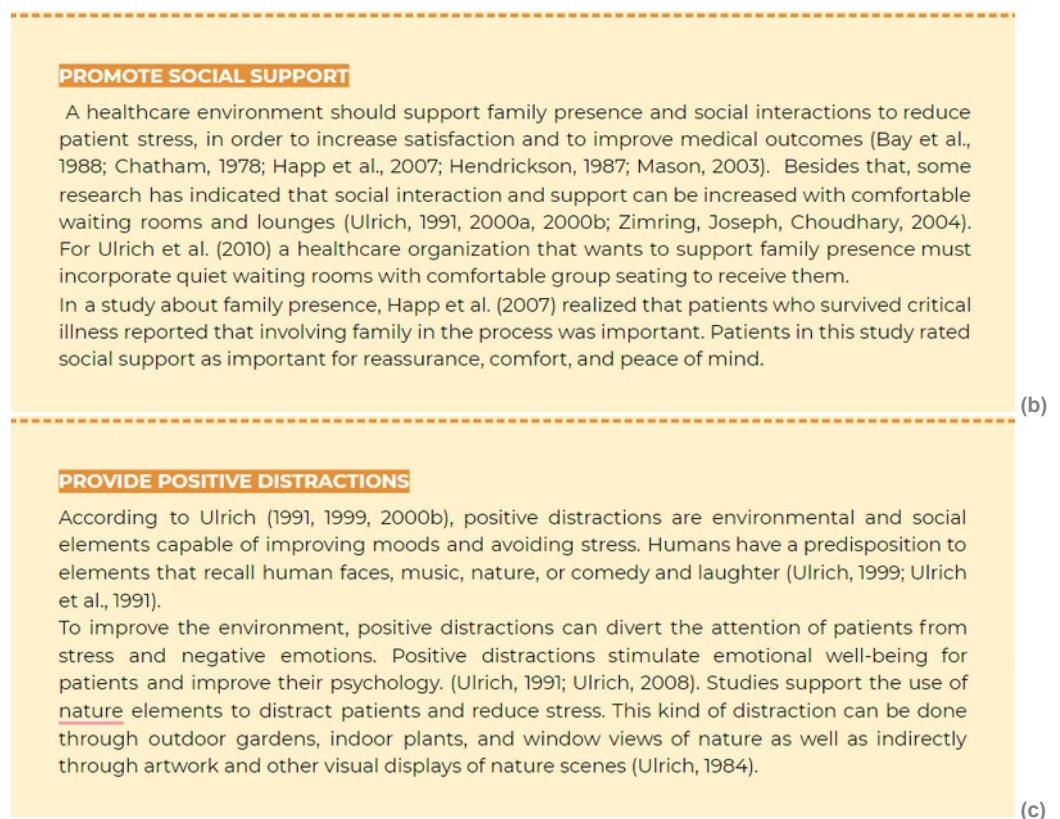 PROMOTE SOCIAL SUPPORT
A healthcare environment should support family presence and social interactions to reduce
patient stress, in order to increase satisfaction and to improve medical outcomes (Bay et al.,
1988; Chatham, 1978; Happ et al., 2007; Hendrickson, 1987; Mason, 2003). Besides that, some
research has indicated that social interaction and support can be increased with comfortable
waiting rooms and lounges (Ulrich, 1991, 2000a, 2000b; Zimring, Joseph, Choudhary, 2004).
For Ulrich et al. (2010) a healthcare organization that wants to support family presence must
incorporate quiet waiting rooms with comfortable group seating to receive them.
In a study about family presence, Happ et al. (2007) realized that patients who survived critical
illness reported that involving family in the process was important. Patients in this study rated
social support as important for reassurance, comfort, and peace of mind.
(b)
PROVIDE POSITIVE DISTRACTIONS
According to Ulrich (1991, 1999, 2000b), positive distractions are environmental and social
elements capable of improving moods and avoiding stress. Humans have a predisposition to
elements that recall human faces, music, nature, or comedy and laughter (Ulrich, 1999; Ulrich
et al., 1991).
To improve the environment, positive distractions can divert the attention of patients from
stress and negative emotions. Positive distractions stimulate emotional well-being for
patients and improve their psychology. (Ulrich, 1991; Ulrich, 2008). Studies support the use of
nature elements to distract patients and reduce stress. This kind of distraction can be done
through outdoor gardens, indoor plants, and window views of nature as well as indirectly
through artwork and other visual displays of nature scenes (Ulrich, 1984).
(c)